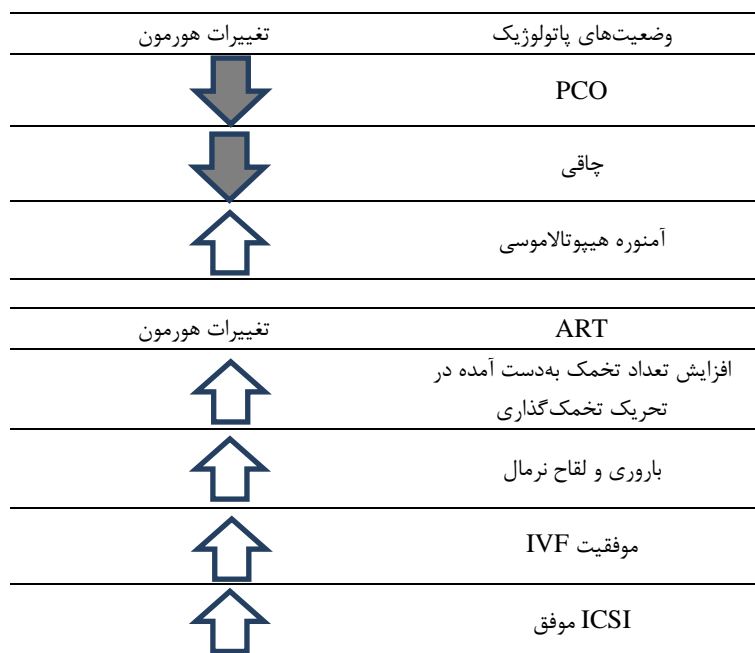 وضعیت‌های پاتولوژیک تغییرات هورمون
PCO
چاقی
آمنوره هیپوتالاموسی
ART تغییرات هورمون
افزایش تعداد تخمک به‌دست آمده در
تحریک تخمک‌گذاری
باروری و لقاح نرمال
موفقیت IVF
ICSI موفق